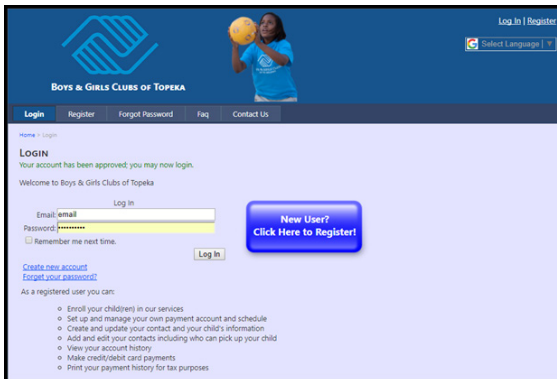 Log In | Register
Select Language | ▼
BOYS & GIRLS CLUBS OF TOPEKA
Login Register Forgot Password Faq Contact Us
Home > Login
LOGIN
Your account has been approved; you may now login.
Welcome to Boys & Girls Clubs of Topeka
Log In
Email: email
Password: ••••••••••
Remember me next time.
Log In
New User?
Click Here to Register!
Create new account
Forget your password?
As a registered user you can:
Enroll your child(ren) in our services
Set up and manage your own payment account and schedule
Create and update your contact and your child's information
Add and edit your contacts including who can pick up your child
View your account history
Make credit/debit card payments
Print your payment history for tax purposes